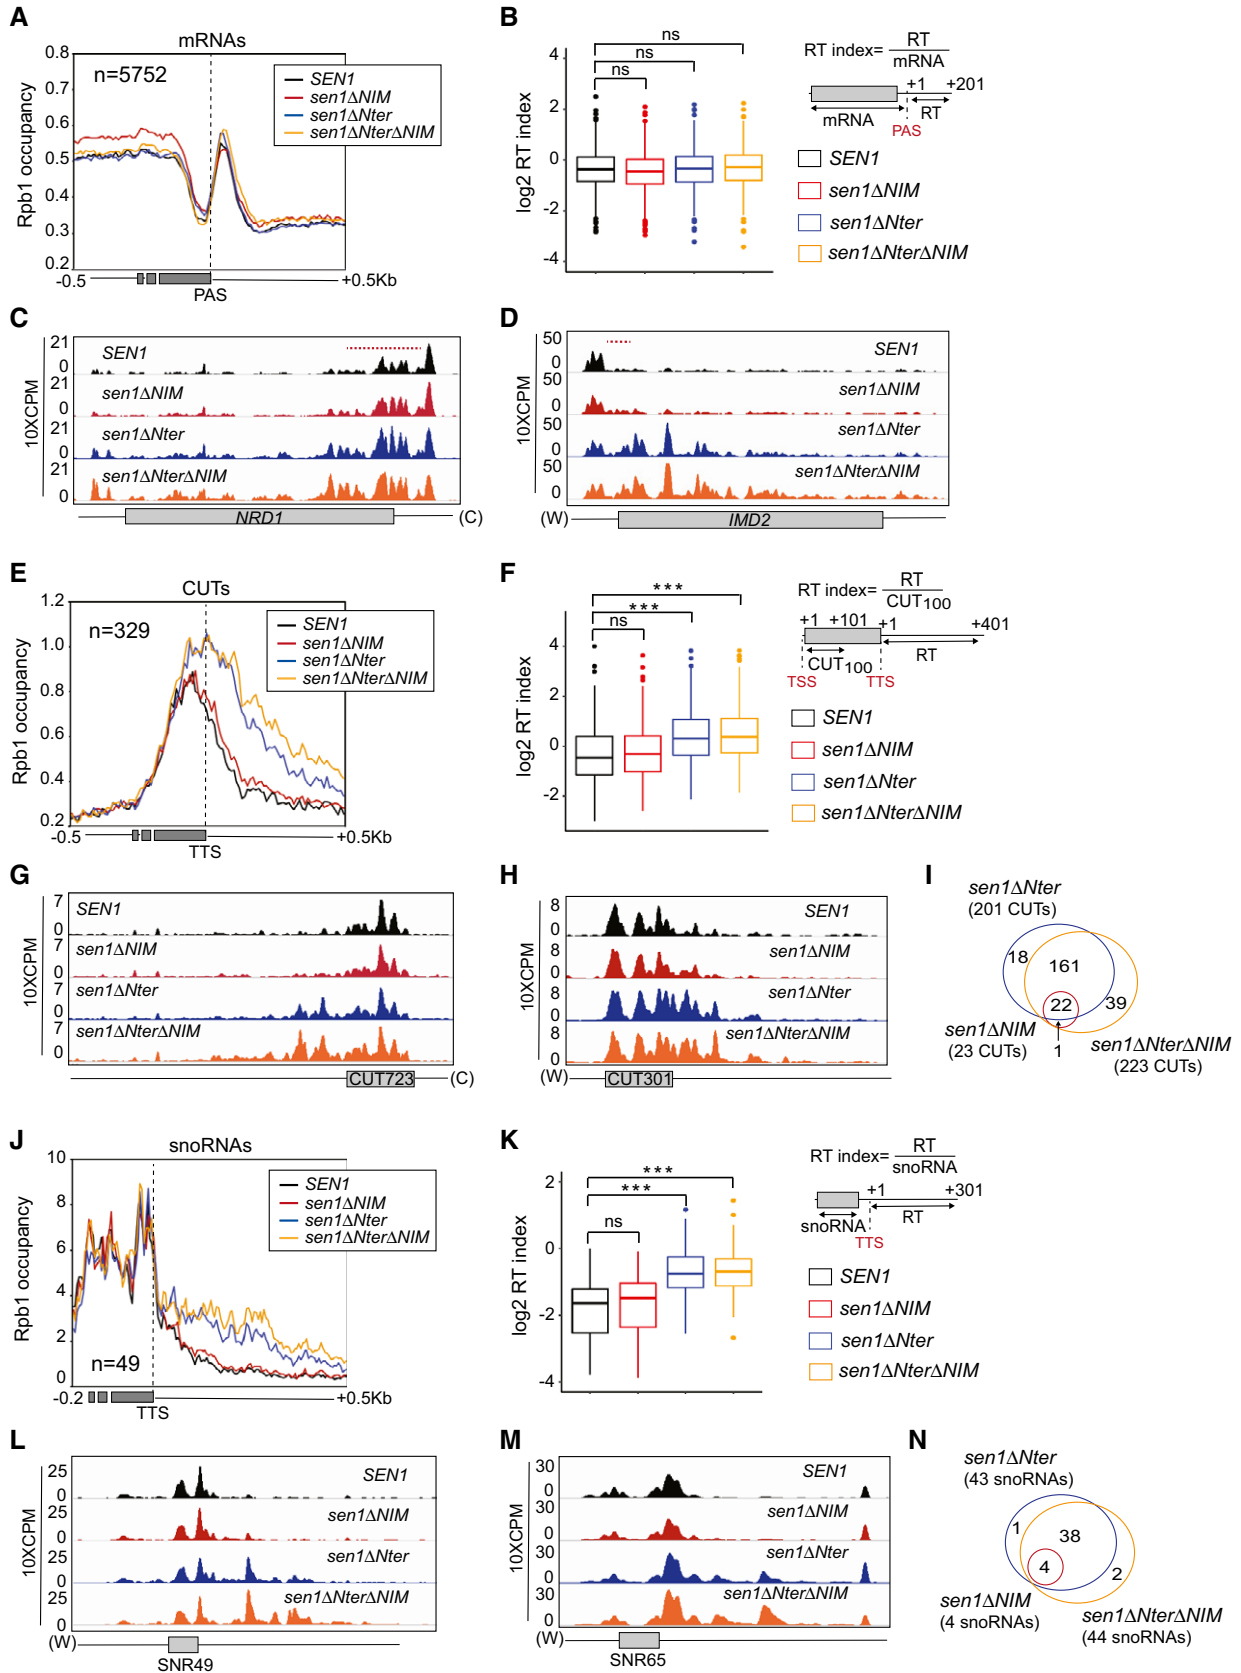 A
mRNAs
0.8
0.7
0.6
0.5
0.4
0.3
0.2
Rpb1 occupancy
n=5752
SEN1
sen1ΔNIM
sen1ΔNter
sen1ΔNterΔNIM
-0.5
PAS
+0.5Kb
B
4
2
0
-2
-4
log2 RT index
ns
ns
ns
RT index= RT
mRNA
+1
+201
mRNA
RT
PAS
SEN1
sen1ΔNIM
sen1ΔNter
sen1ΔNterΔNIM
C
10XCPM
21
0
SEN1
21
0
sen1ΔNIM
21
0
sen1ΔNter
21
0
sen1ΔNterΔNIM
NRD1
(C)
D
10XCPM
50
0
SEN1
50
0
sen1ΔNIM
50
0
sen1ΔNter
50
0
sen1ΔNterΔNIM
(W)
IMD2
E
CUTs
1.2
1.0
0.8
0.6
0.4
0.2
Rpb1 occupancy
n=329
SEN1
sen1ΔNIM
sen1ΔNter
sen1ΔNterΔNIM
-0.5
TTS
+0.5Kb
F
4
2
0
-2
log2 RT index
ns
***
***
RT index= RT
CUT100
+1
+101
+1
+401
CUT100
RT
TSS
TTS
SEN1
sen1ΔNIM
sen1ΔNter
sen1ΔNterΔNIM
G
10XCPM
7
0
SEN1
7
0
sen1ΔNIM
7
0
sen1ΔNter
7
0
sen1ΔNterΔNIM
CUT723
(C)
H
10XCPM
8
0
SEN1
8
0
sen1ΔNIM
8
0
sen1ΔNter
8
0
sen1ΔNterΔNIM
(W)
CUT301
I
sen1ΔNter
(201 CUTs)
18
161
22
39
sen1ΔNIM
(23 CUTs)
1
sen1ΔNterΔNIM
(223 CUTs)
J
snoRNAs
10
8
6
4
2
0
Rpb1 occupancy
n=49
SEN1
sen1ΔNIM
sen1ΔNter
sen1ΔNterΔNIM
-0.2
TTS
+0.5Kb
K
2
0
-2
-4
log2 RT index
ns
***
***
RT index= RT
snoRNA
+1
+301
snoRNA
RT
TTS
SEN1
sen1ΔNIM
sen1ΔNter
sen1ΔNterΔNIM
L
10XCPM
25
0
SEN1
25
0
sen1ΔNIM
25
0
sen1ΔNter
25
0
sen1ΔNterΔNIM
(W)
SNR49
M
10XCPM
30
0
SEN1
30
0
sen1ΔNIM
30
0
sen1ΔNter
30
0
sen1ΔNterΔNIM
(W)
SNR65
N
sen1ΔNter
(43 snoRNAs)
1
38
4
2
sen1ΔNIM
(4 snoRNAs)
sen1ΔNterΔNIM
(44 snoRNAs)